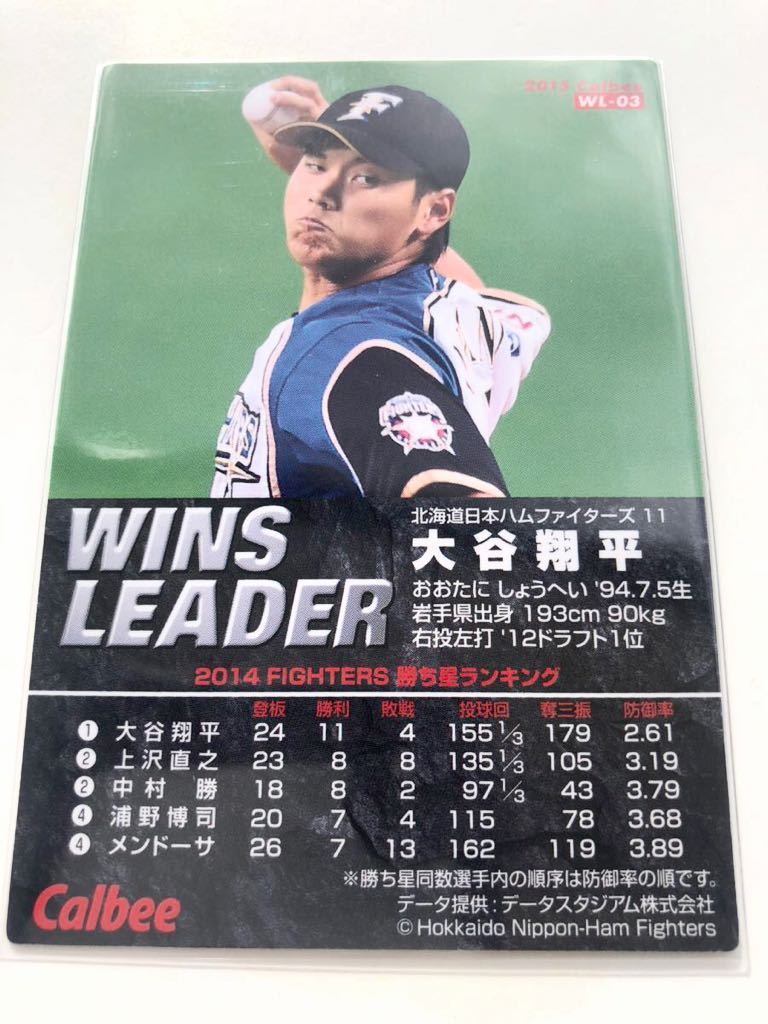 2015 Calbee
WL-03
WINS
LEADER
北海道日本ハムファイターズ 11
大谷翔平
おおたに しょうへい '94.7.5生
岩手県出身 193cm 90kg
右投左打 '12ドラフト1位
2014 FIGHTERS 勝ち星ランキング
登板 勝利 敗戦 投球回 奪三振 防御率
① 大谷翔平 24 11 4 155 1/3 179 2.61
② 上沢直之 23 8 8 135 1/3 105 3.19
② 中村 勝 18 8 2 97 1/3 43 3.79
④ 浦野博司 20 7 4 115 78 3.68
④ メンドーサ 26 7 13 162 119 3.89
※勝ち星同数選手内の順序は防御率の順です。
データ提供:データスタジアム株式会社
© Hokkaido Nippon-Ham Fighters
Calbee